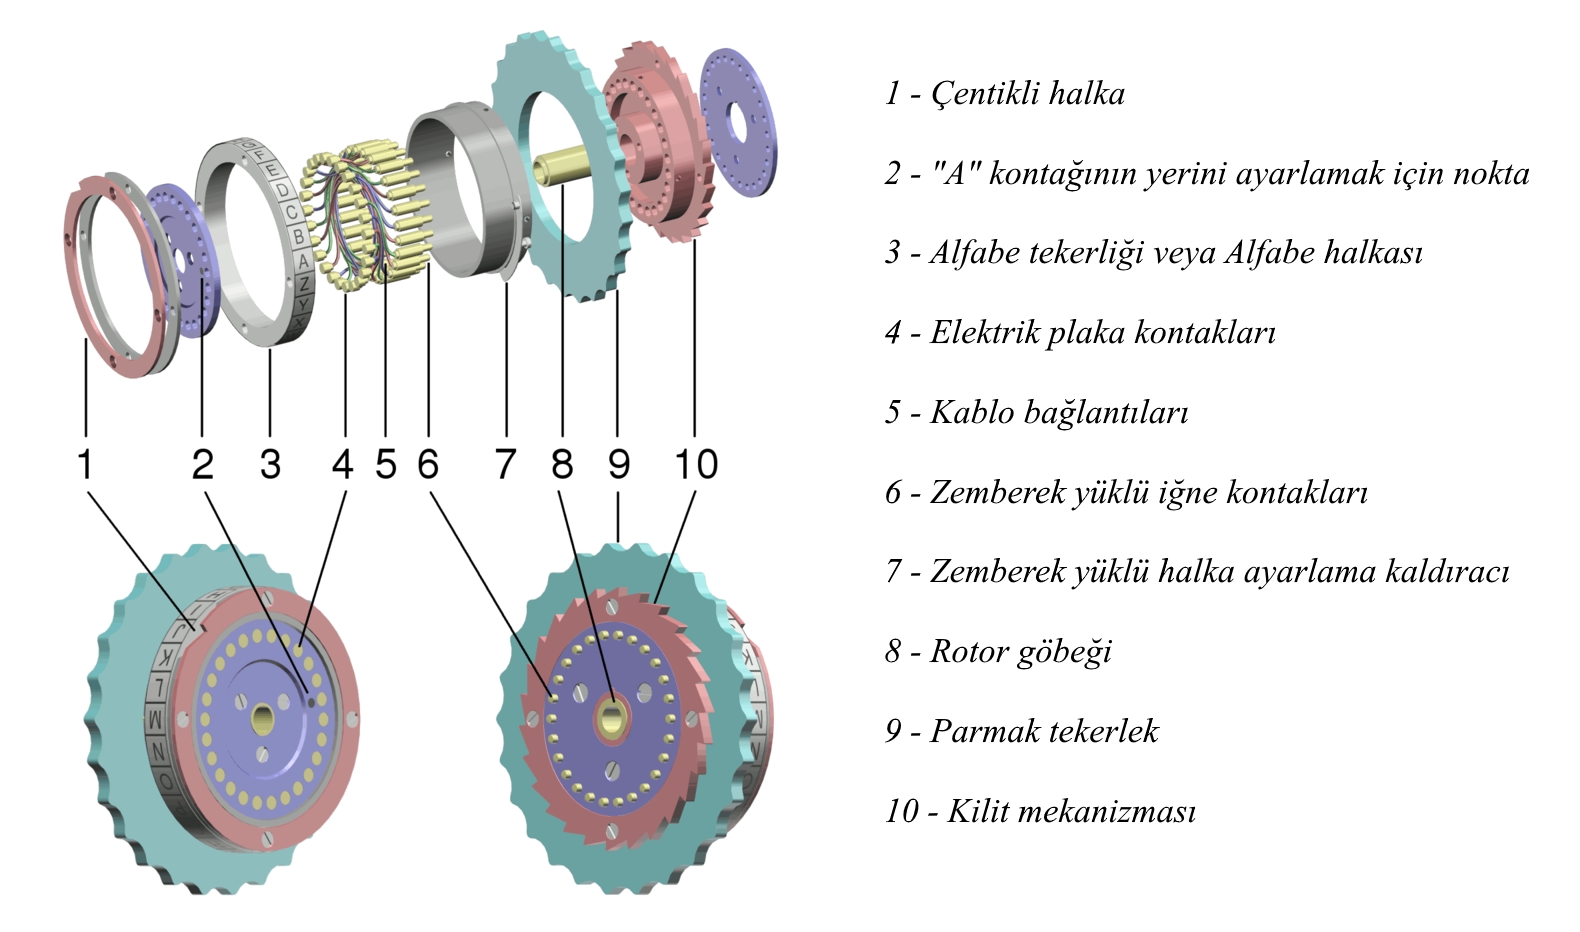 1 - Çentikli halka
2 - "A" kontağının yerini ayarlamak için nokta
3 - Alfabe tekerliği veya Alfabe halkası
4 - Elektrik plaka kontakları
5 - Kablo bağlantıları
6 - Zemberek yüklü iğne kontakları
7 - Zemberek yüklü halka ayarlama kaldıracı
8 - Rotor göbeği
9 - Parmak tekerlek
10 - Kilit mekanizması
G F E D C B A Z Y X
1 2 3 4 5 6 7 8 9 10
J K L M N O